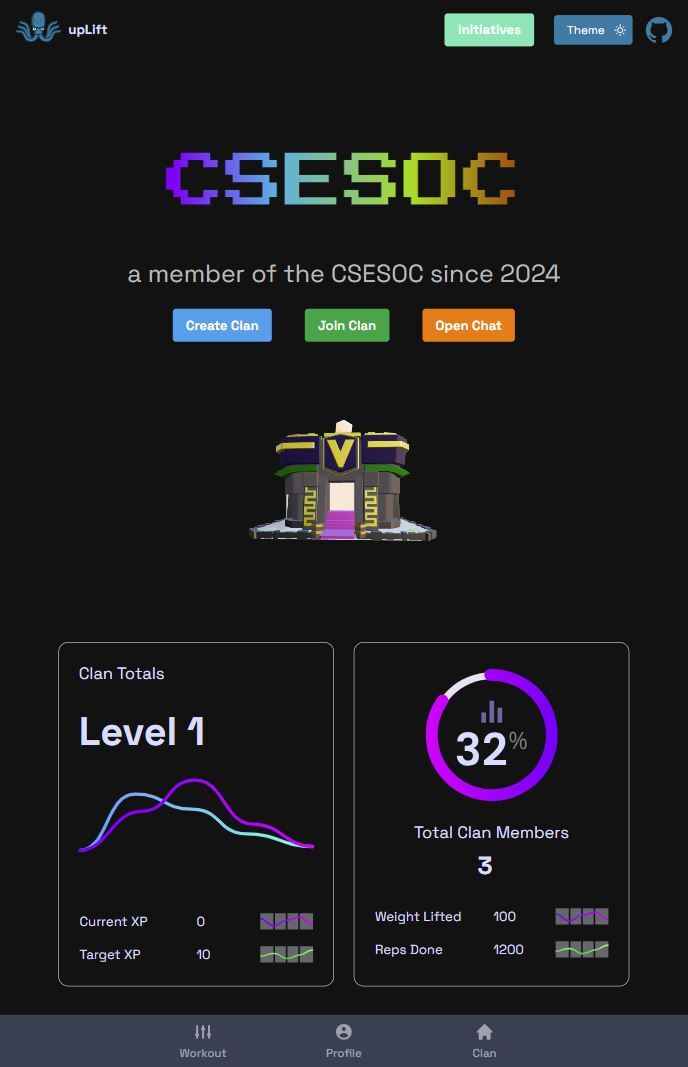 upLift
Initiatives
Theme
CSESOC
a member of the CSESOC since 2024
Create Clan
Join Clan
Open Chat
V
Clan Totals
Level 1
Current XP 0
Target XP 10
32%
Total Clan Members
3
Weight Lifted 100
Reps Done 1200
Workout
Profile
Clan